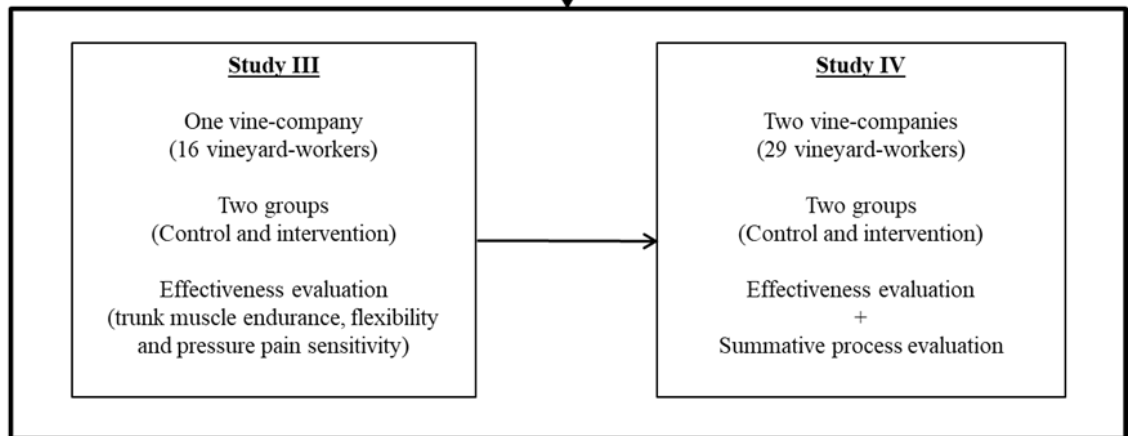 Study III
One vine-company
(16 vineyard-workers)
Two groups
(Control and intervention)
Effectiveness evaluation
(trunk muscle endurance, flexibility
and pressure pain sensitivity)
Study IV
Two vine-companies
(29 vineyard-workers)
Two groups
(Control and intervention)
Effectiveness evaluation
+
Summative process evaluation